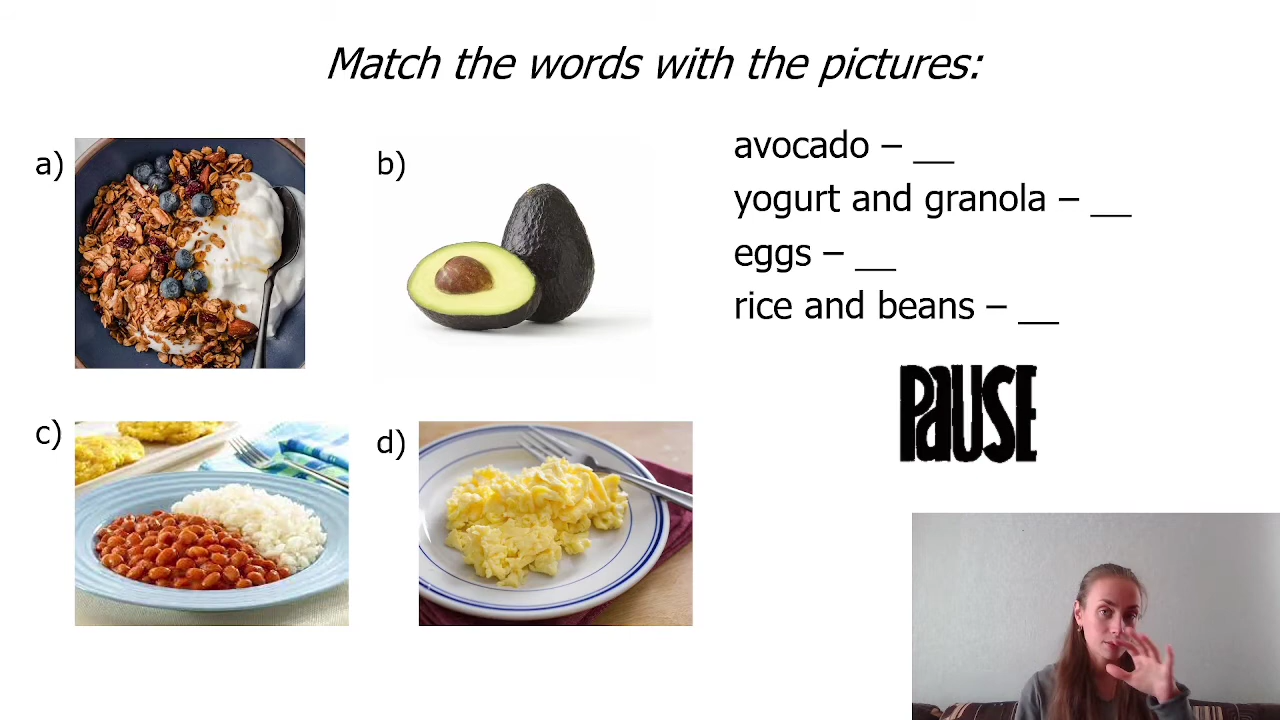 Match the words with the pictures:
a)
b)
avocado – __
yogurt and granola – __
eggs – __
rice and beans – __
PAUSE
c)
d)